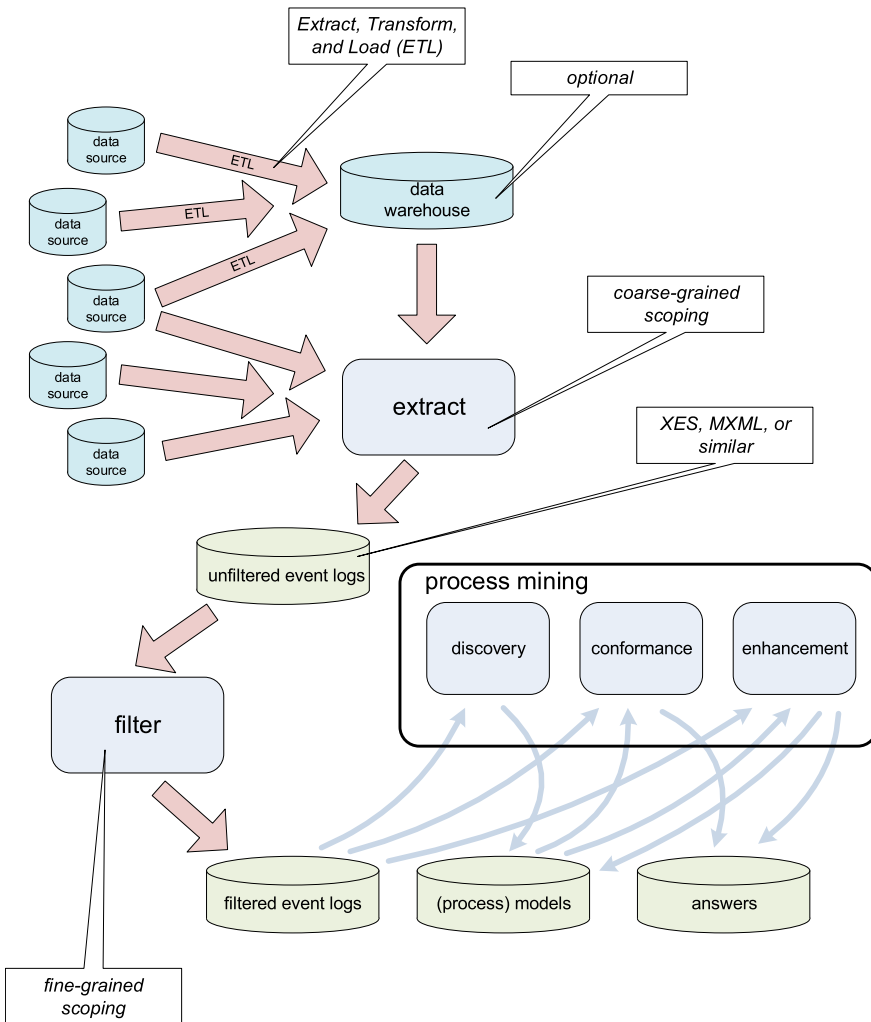 Extract, Transform,
and Load (ETL)
optional
data
source
ETL
data
warehouse
data
source
ETL
data
source
ETL
coarse-grained
scoping
data
source
extract
XES, MXML, or
similar
data
source
unfiltered event logs
process mining
discovery
conformance
enhancement
filter
filtered event logs
(process) models
answers
fine-grained
scoping